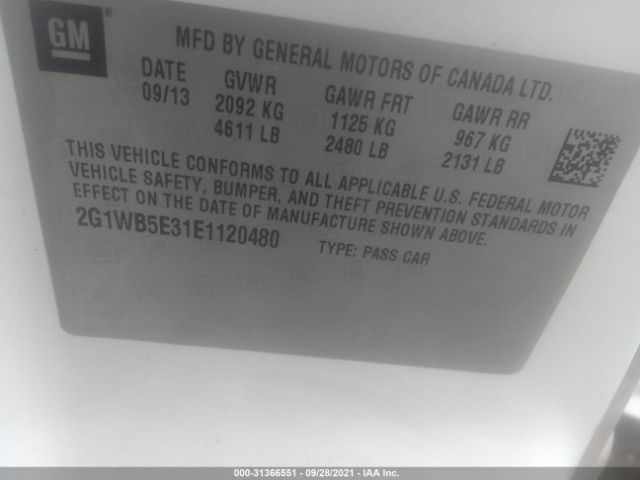 GM ®
MFD BY GENERAL MOTORS OF CANADA LTD.
DATE GVWR GAWR FRT GAWR RR
09/13 2092 KG 1125 KG 967 KG
4611 LB 2480 LB 2131 LB
THIS VEHICLE CONFORMS TO ALL APPLICABLE U.S. FEDERAL MOTOR
VEHICLE SAFETY, BUMPER, AND THEFT PREVENTION STANDARDS IN
EFFECT ON THE DATE OF MANUFACTURE SHOWN ABOVE.
2G1WB5E31E1120480 TYPE: PASS CAR
000-31366551 - 09/28/2021 - IAA Inc.